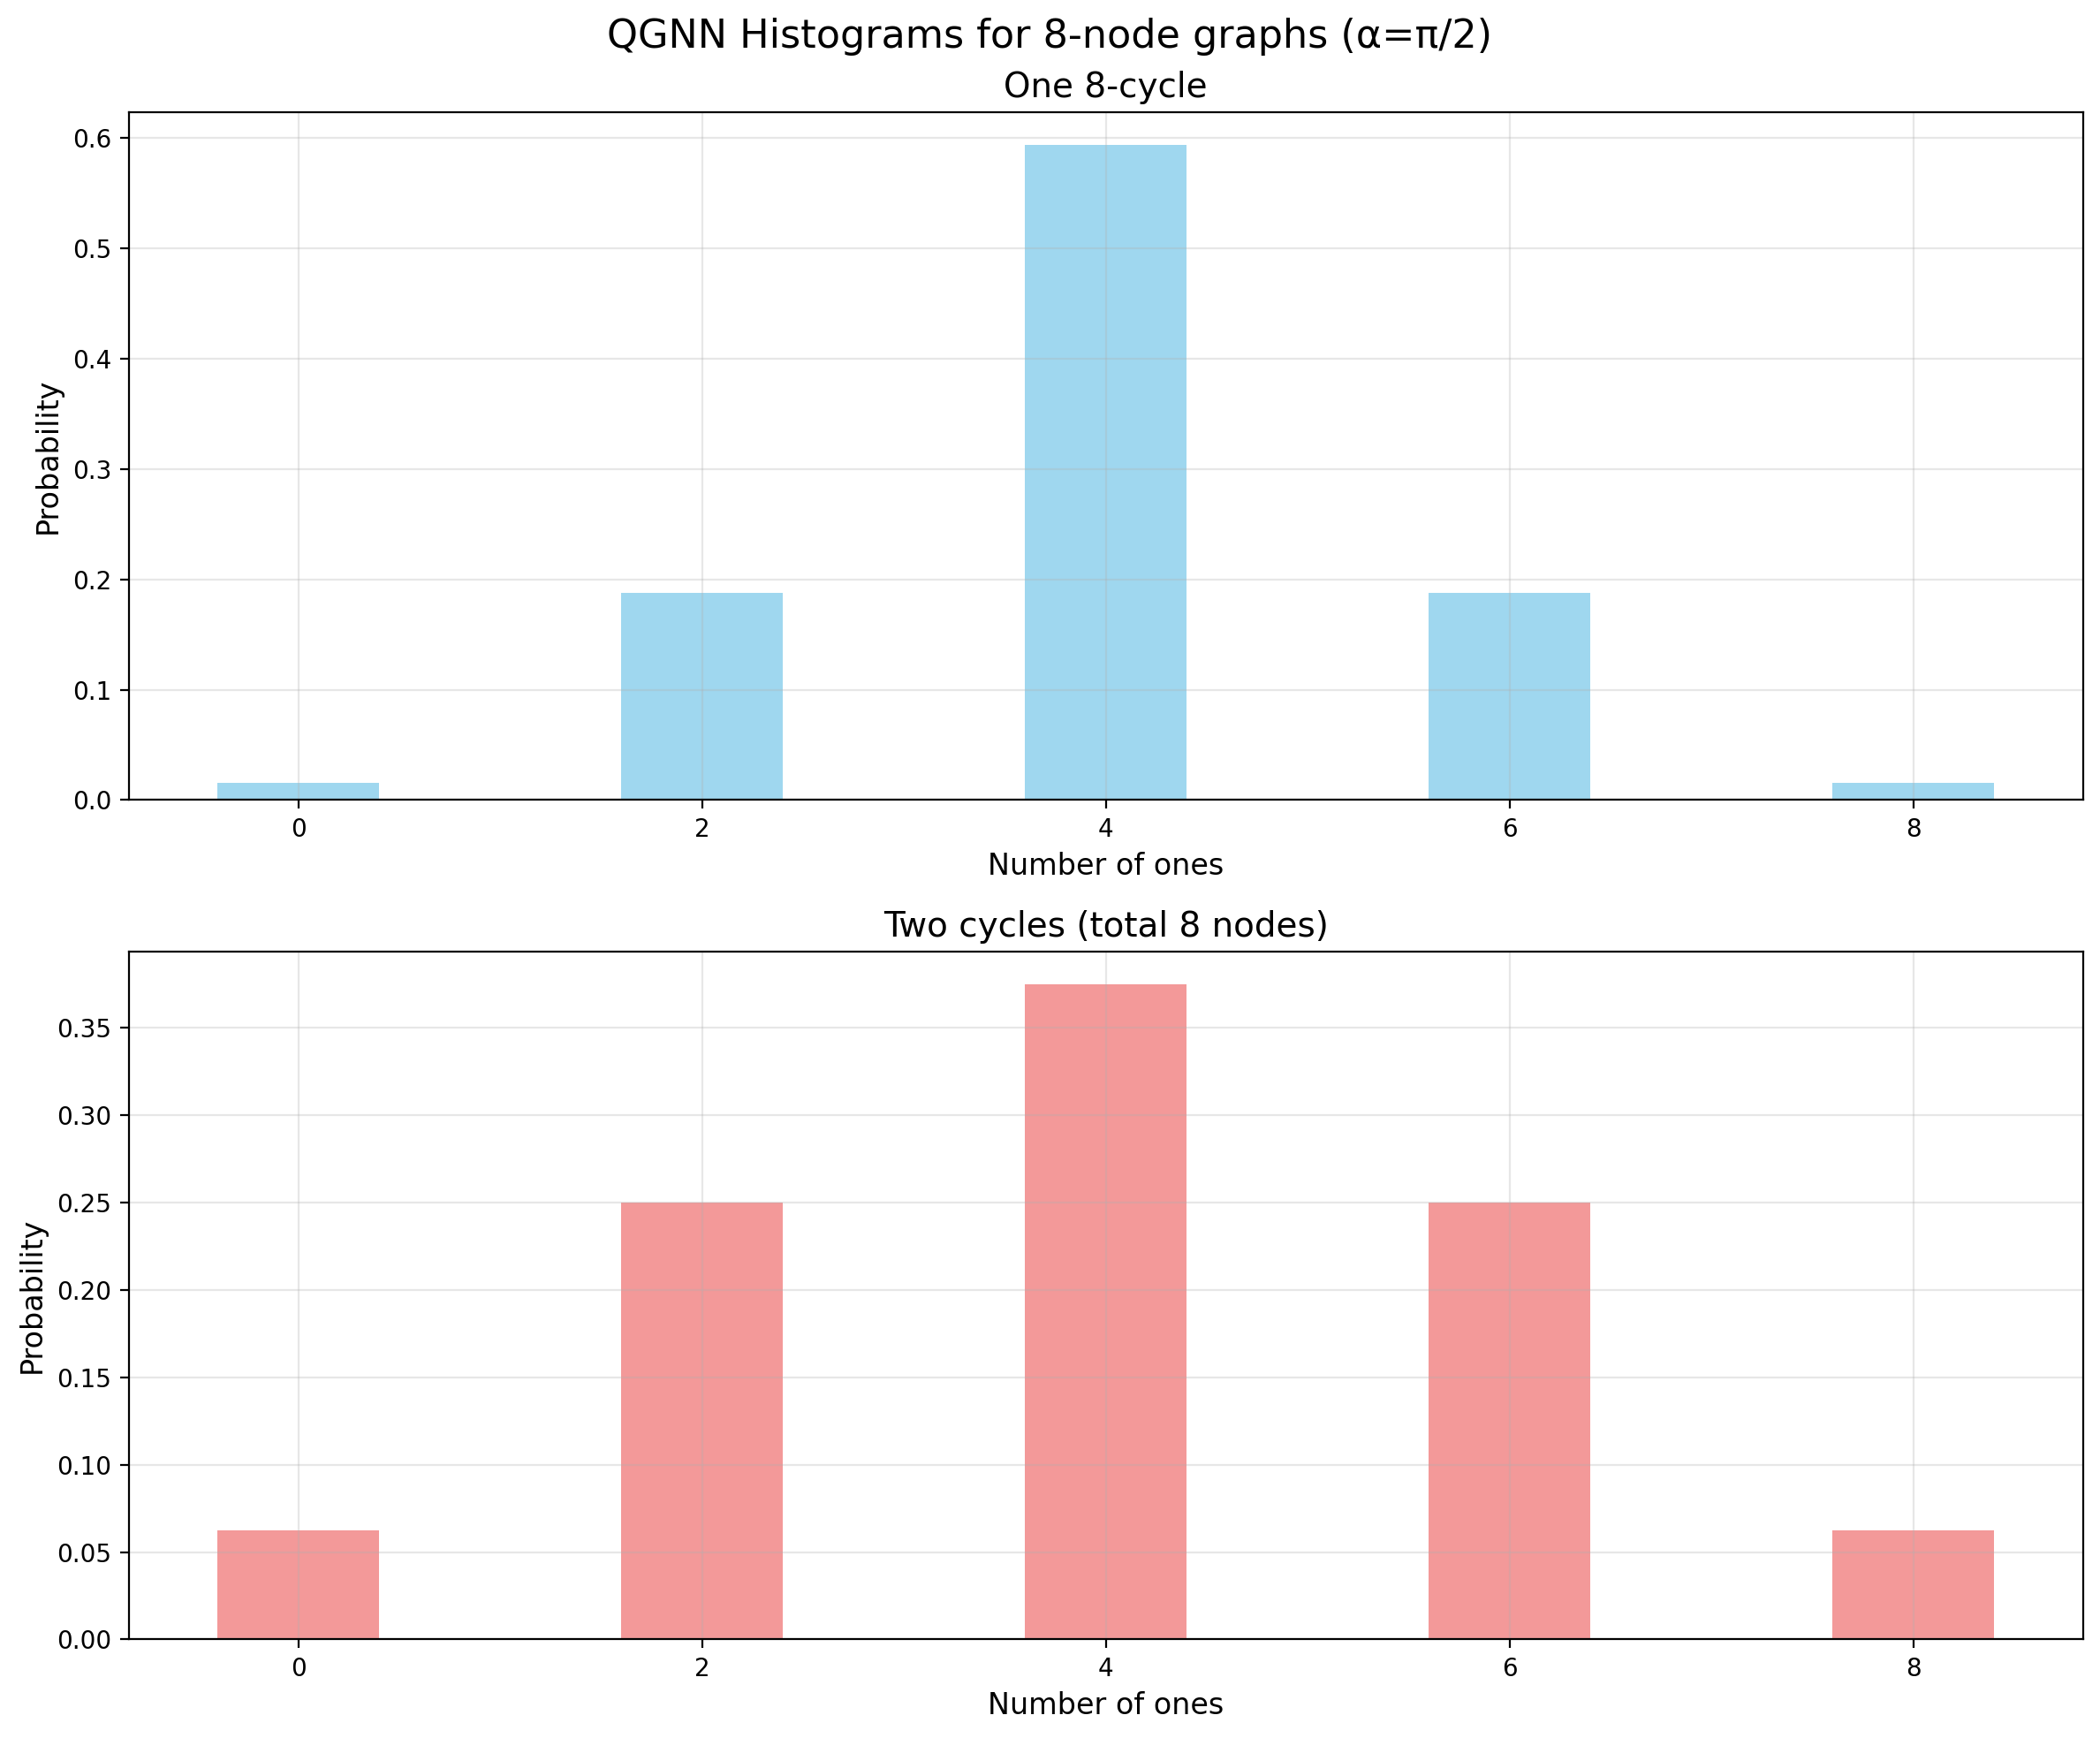 QGNN Histograms for 8-node graphs (α=π/2)
One 8-cycle
Probability
0.6
0.5
0.4
0.3
0.2
0.1
0.0
0 2 4 6 8
Number of ones
Two cycles (total 8 nodes)
Probability
0.35
0.30
0.25
0.20
0.15
0.10
0.05
0.00
0 2 4 6 8
Number of ones